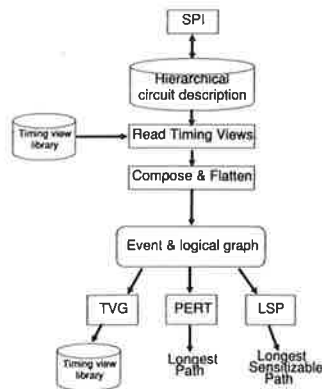 SPI
Hierarchical
circuit description
Timing view
library
Read Timing Views
Compose & Flatten
Event & logical graph
TVG
PERT
LSP
Timing view
library
Longest
Path
Longest
Sensitizable
Path